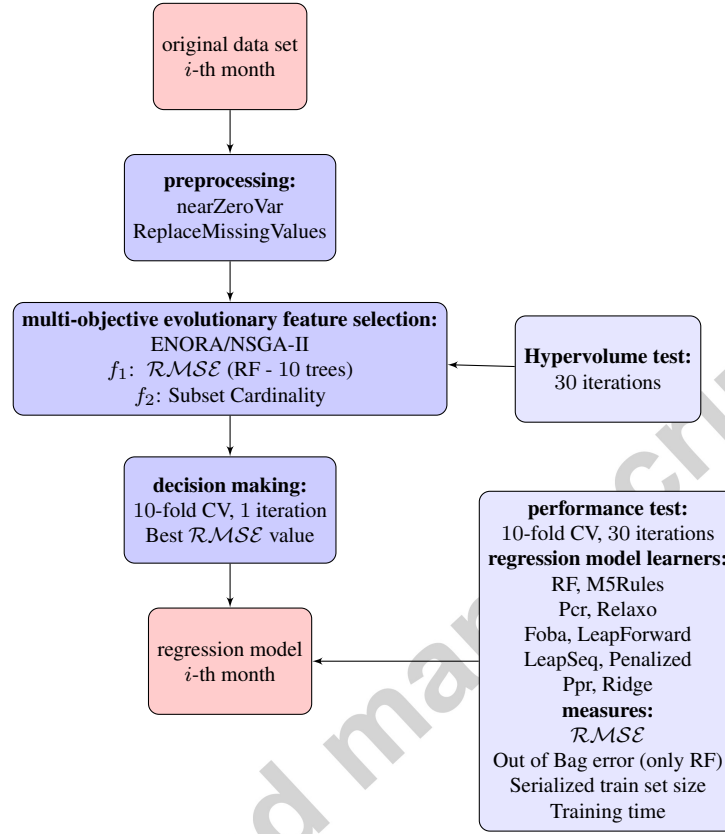 original data set
i-th month
preprocessing:
nearZeroVar
ReplaceMissingValues
multi-objective evolutionary feature selection:
ENORA/NSGA-II
f₁: RMSE (RF - 10 trees)
f₂: Subset Cardinality
Hypervolume test:
30 iterations
decision making:
10-fold CV, 1 iteration
Best RMSE value
regression model
i-th month
performance test:
10-fold CV, 30 iterations
regression model learners:
RF, M5Rules
Pcr, Relaxo
Foba, LeapForward
LeapSeq, Penalized
Ppr, Ridge
measures:
RMSE
Out of Bag error (only RF)
Serialized train set size
Training time